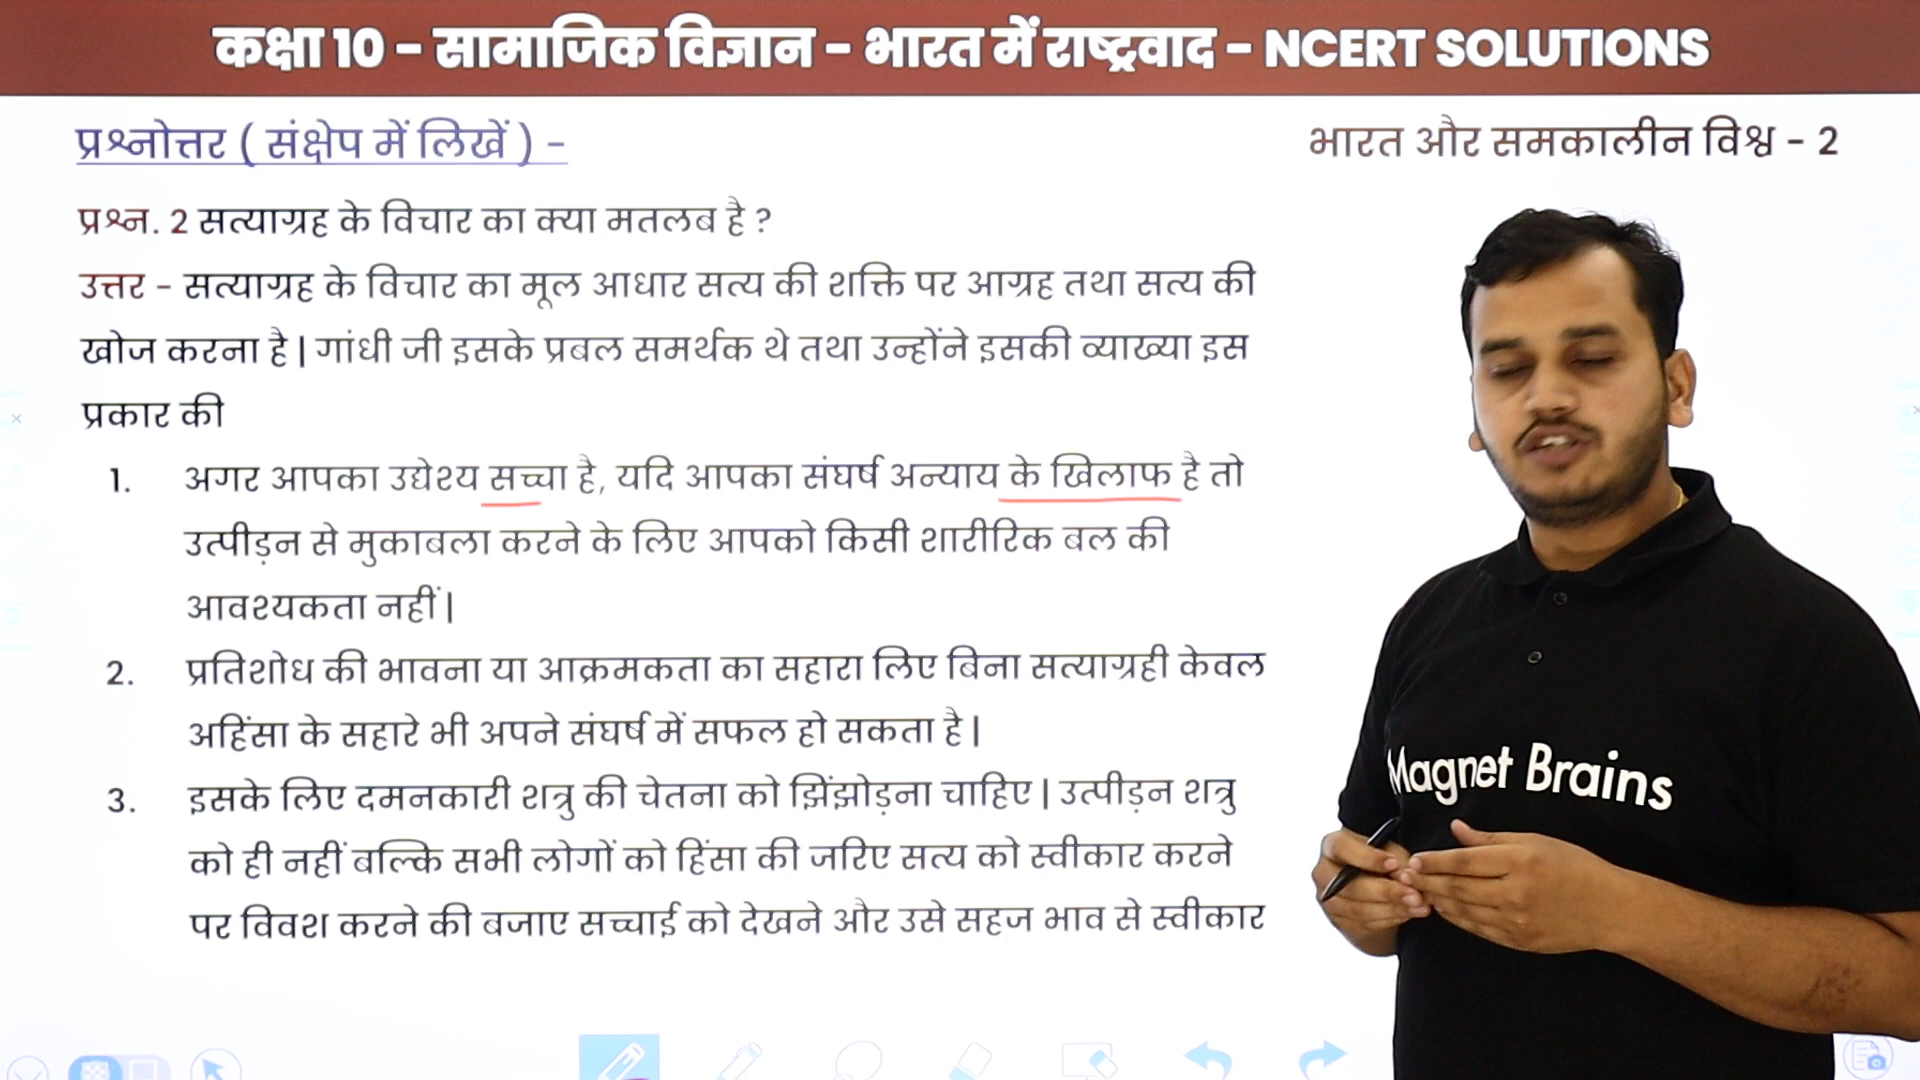 कक्षा 10 – सामाजिक विज्ञान – भारत में राष्ट्रवाद – NCERT SOLUTIONS
प्रश्नोत्तर ( संक्षेप में लिखें ) –
भारत और समकालीन विश्व - 2
प्रश्न. 2 सत्याग्रह के विचार का क्या मतलब है ?
उत्तर - सत्याग्रह के विचार का मूल आधार सत्य की शक्ति पर आग्रह तथा सत्य की
खोज करना है | गांधी जी इसके प्रबल समर्थक थे तथा उन्होंने इसकी व्याख्या इस
प्रकार की
1. अगर आपका उद्येश्य सच्चा है, यदि आपका संघर्ष अन्याय के खिलाफ है तो
उत्पीड़न से मुकाबला करने के लिए आपको किसी शारीरिक बल की
आवश्यकता नहीं |
2. प्रतिशोध की भावना या आक्रमकता का सहारा लिए बिना सत्याग्रही केवल
अहिंसा के सहारे भी अपने संघर्ष में सफल हो सकता है |
3. इसके लिए दमनकारी शत्रु की चेतना को झिंझोड़ना चाहिए | उत्पीड़न शत्रु
को ही नहीं बल्कि सभी लोगों को हिंसा की जरिए सत्य को स्वीकार करने
पर विवश करने की बजाए सच्चाई को देखने और उसे सहज भाव से स्वीकार
Magnet Brains